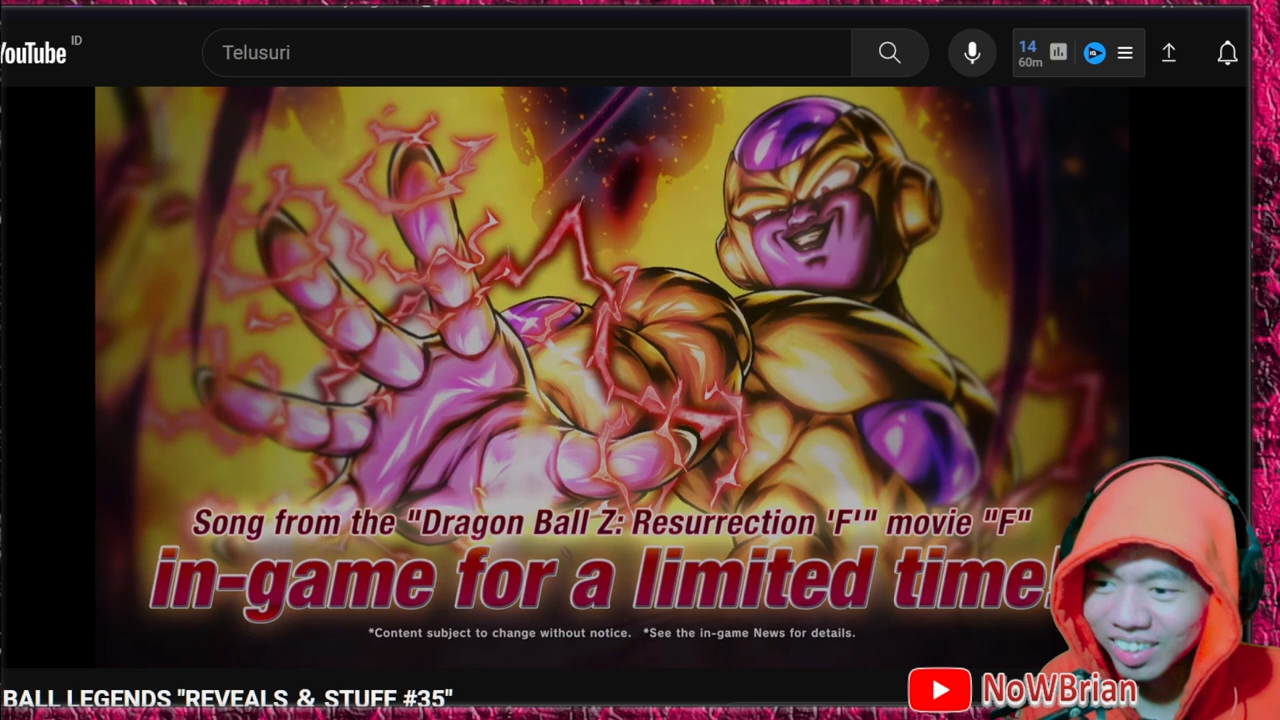 YouTube ID
Telusuri
14
60m
IQ
Song from the "Dragon Ball Z: Resurrection 'F'" movie "F"
in-game for a limited time!
*Content subject to change without notice. *See the in-game News for details.
BALL LEGENDS "REVEALS & STUFF #35"
NoWBrian